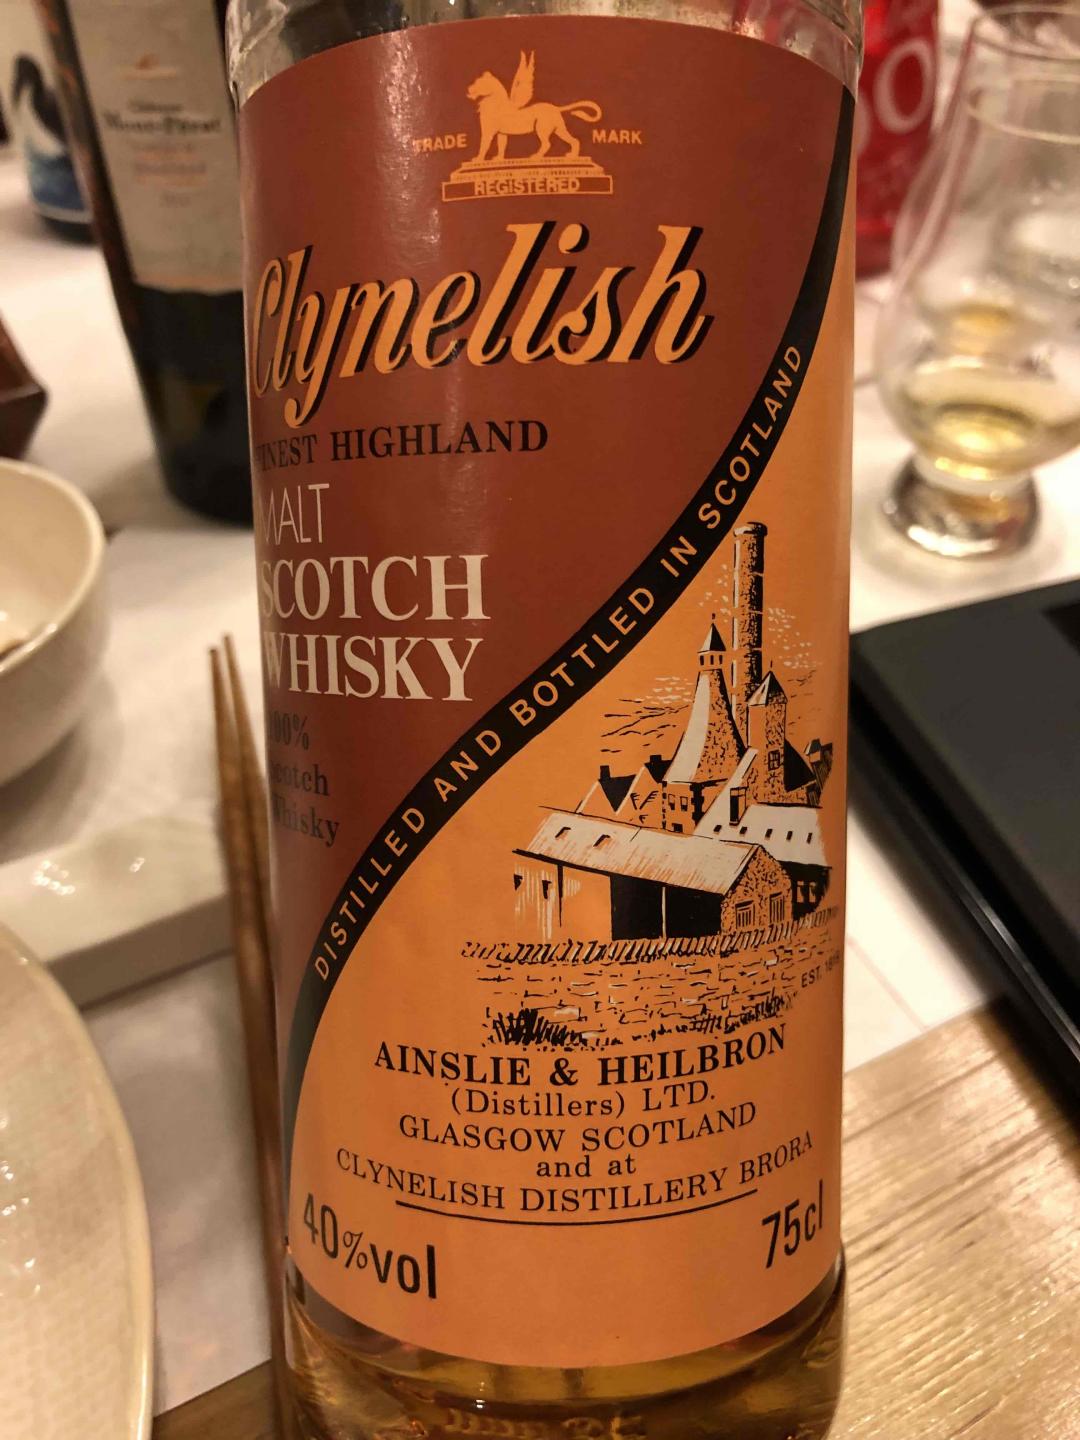 TRADE MARK
REGISTERED
Clynelish
FINEST HIGHLAND
MALT
SCOTCH
WHISKY
100%
Scotch
Whisky
DISTILLED AND BOTTLED IN SCOTLAND
EST.
AINSLIE & HEILBRON
(Distillers) LTD.
GLASGOW SCOTLAND
and at
CLYNELISH DISTILLERY BRORA
40%vol
75cl